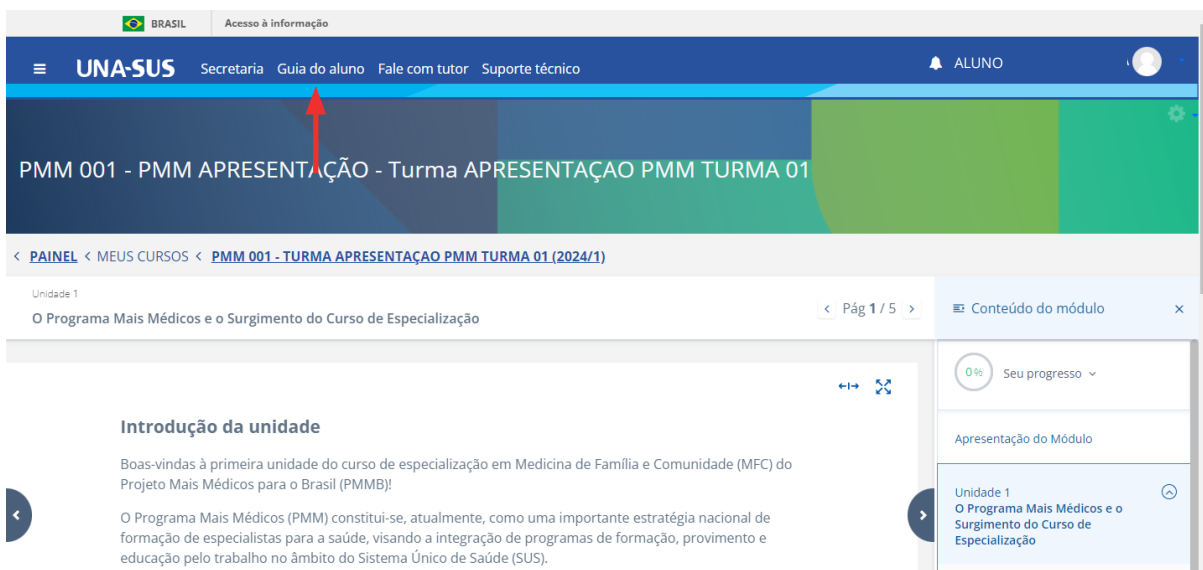 BRASIL Acesso à informação
UNA-SUS Secretaria Guia do aluno Fale com tutor Suporte técnico ALUNO
PMM 001 - PMM APRESENTAÇÃO - Turma APRESENTAÇAO PMM TURMA 01
< PAINEL < MEUS CURSOS < PMM 001 - TURMA APRESENTAÇAO PMM TURMA 01 (2024/1)
Unidade 1
O Programa Mais Médicos e o Surgimento do Curso de Especialização
< Pág 1 / 5 >
Introdução da unidade
Boas-vindas à primeira unidade do curso de especialização em Medicina de Família e Comunidade (MFC) do
Projeto Mais Médicos para o Brasil (PMMB)!
O Programa Mais Médicos (PMM) constitui-se, atualmente, como uma importante estratégia nacional de
formação de especialistas para a saúde, visando a integração de programas de formação, provimento e
educação pelo trabalho no âmbito do Sistema Único de Saúde (SUS).
Conteúdo do módulo
0% Seu progresso
Apresentação do Módulo
Unidade 1
O Programa Mais Médicos e o
Surgimento do Curso de
Especialização